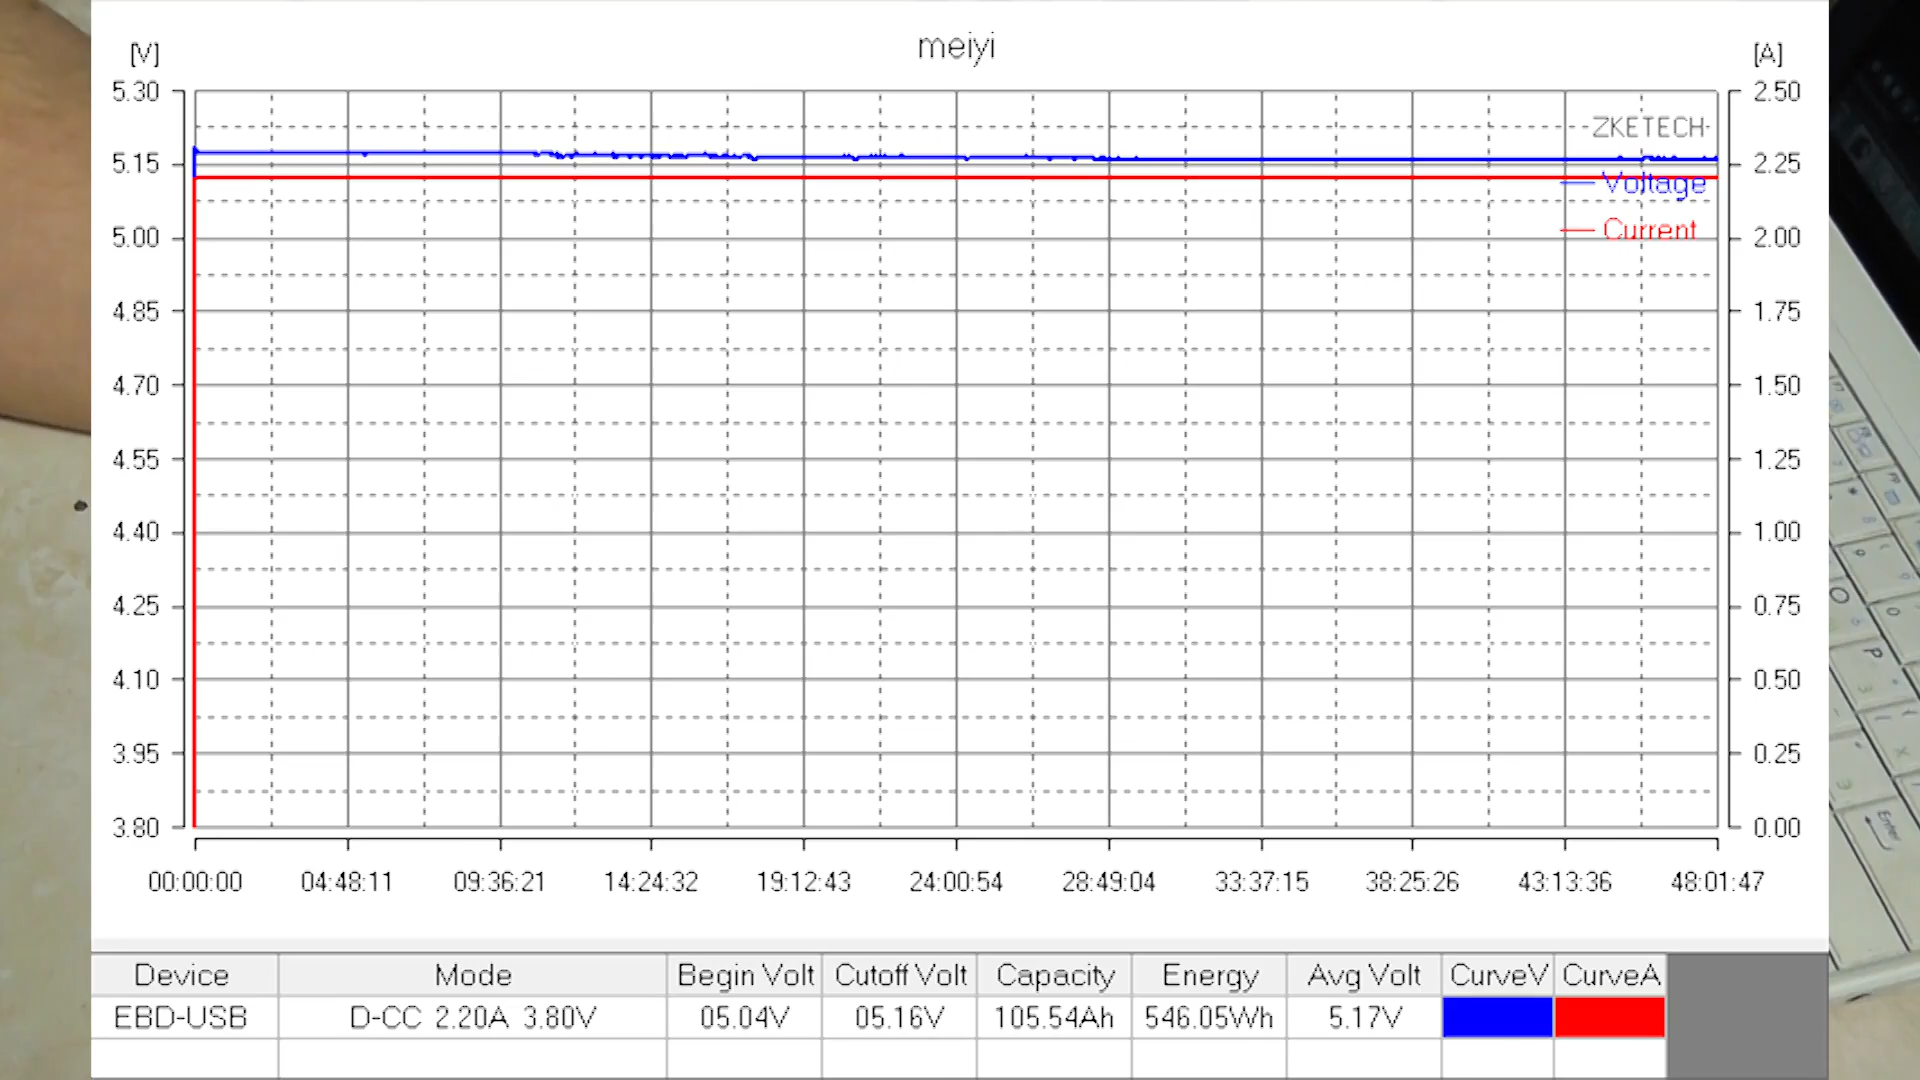 meiyi
[V]
[A]
5.30
5.15
5.00
4.85
4.70
4.55
4.40
4.25
4.10
3.95
3.80
2.50
2.25
2.00
1.75
1.50
1.25
1.00
0.75
0.50
0.25
0.00
ZKETECH
Voltage
Current
00:00:00 04:48:11 09:36:21 14:24:32 19:12:43 24:00:54 28:49:04 33:37:15 38:25:26 43:13:36 48:01:47
Device Mode Begin Volt Cutoff Volt Capacity Energy Avg Volt CurveV CurveA
EBD-USB D-CC 2.20A 3.80V 05.04V 05.16V 105.54Ah 546.05Wh 5.17V
P
Enter